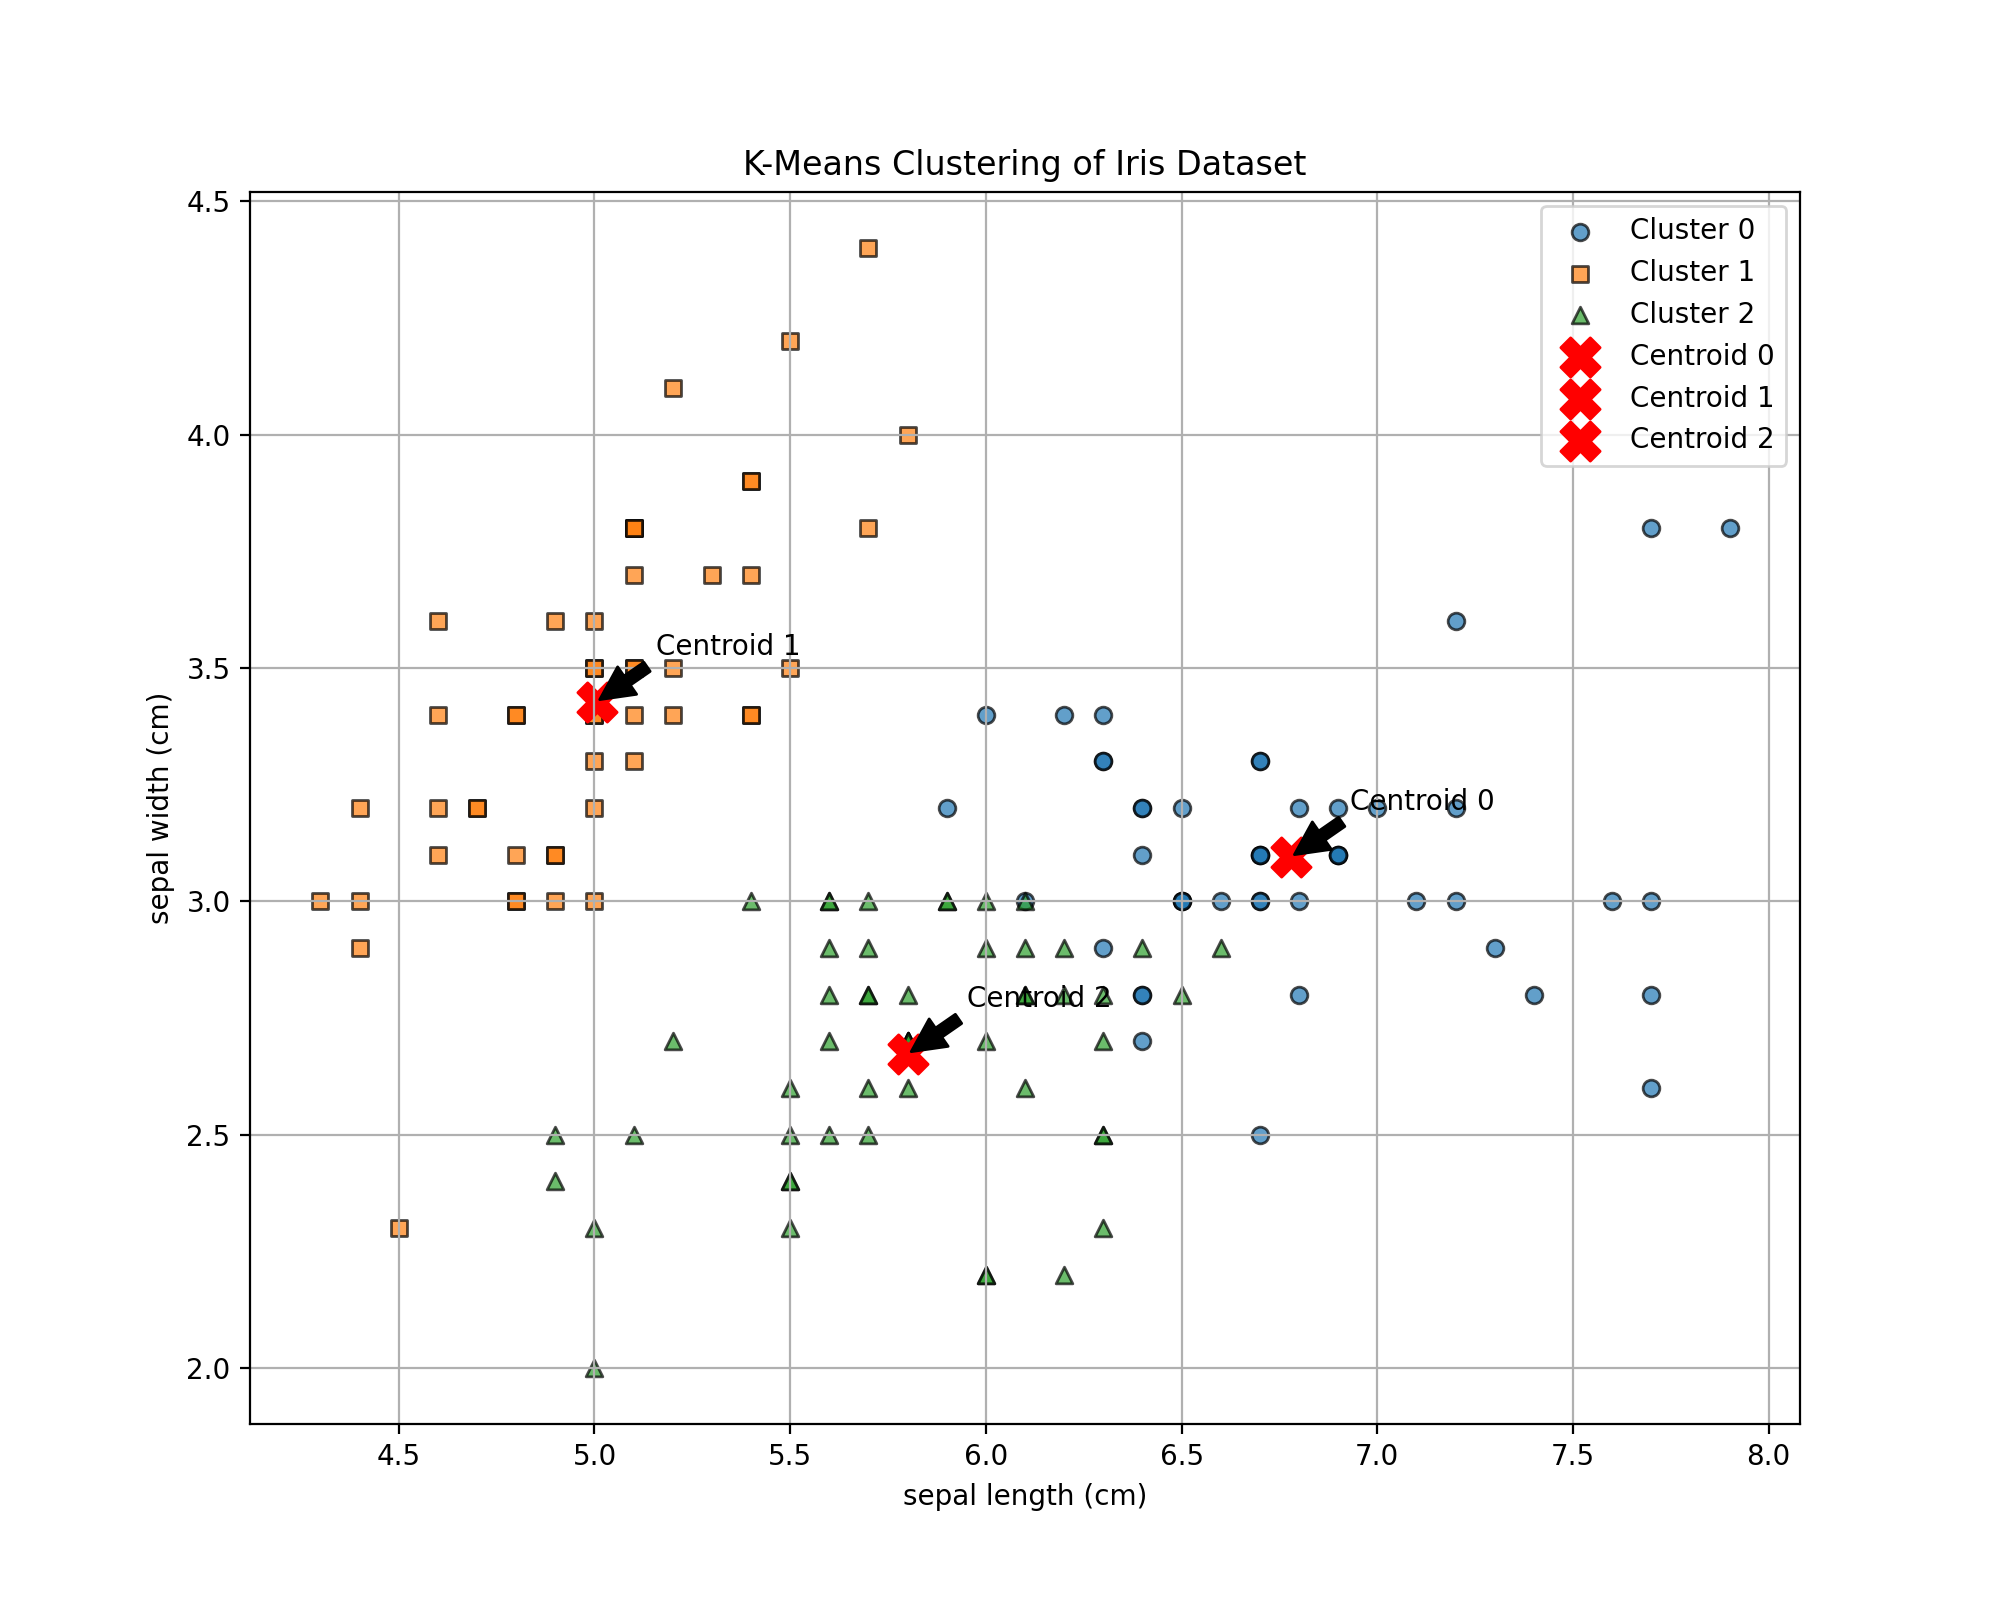 K-Means Clustering of Iris Dataset
4.5
4.0
3.5
3.0
2.5
2.0
sepal width (cm)
Cluster 0
Cluster 1
Cluster 2
Centroid 0
Centroid 1
Centroid 2
Centroid 1
Centroid 0
Centroid 2
4.5 5.0 5.5 6.0 6.5 7.0 7.5 8.0
sepal length (cm)